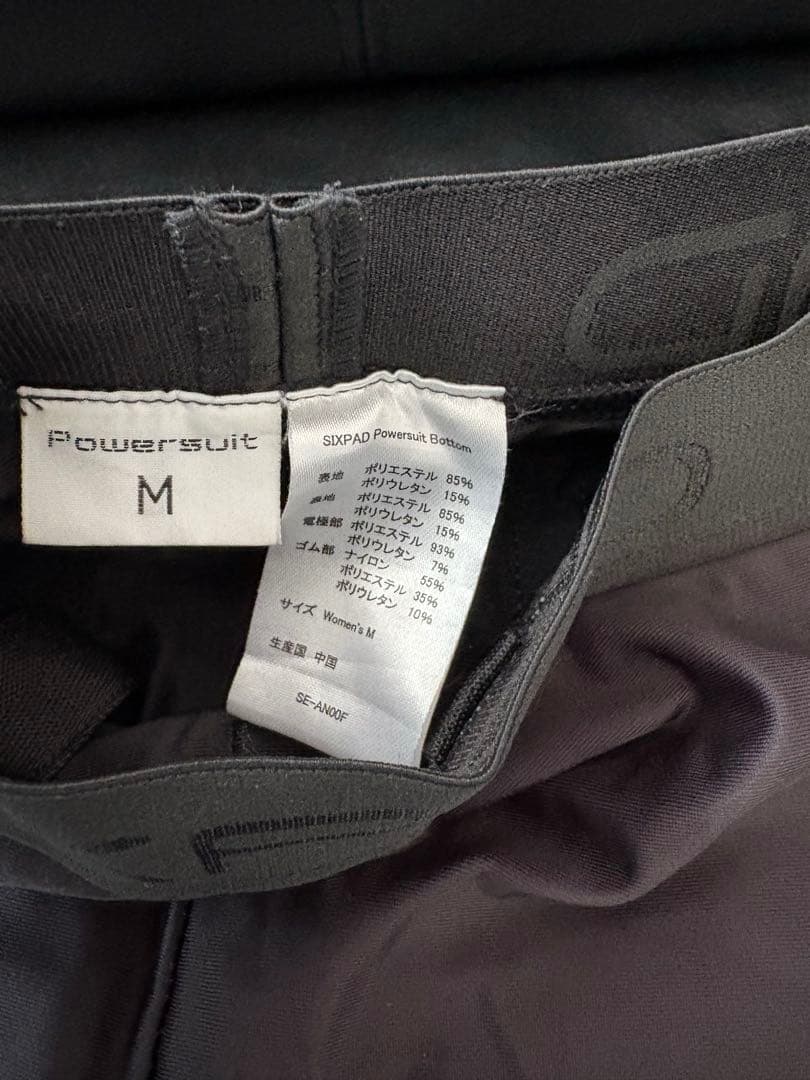 Powersuit
M
SIXPAD Powersuit Bottom
表地 ポリエステル 85%
ポリウレタン 15%
裏地 ポリエステル 85%
ポリウレタン 15%
電極部 ポリエステル 93%
ポリウレタン 7%
ゴム部 ナイロン 55%
ポリエステル 35%
ポリウレタン 10%
サイズ Women's M
生産国 中国
SE-AN00F